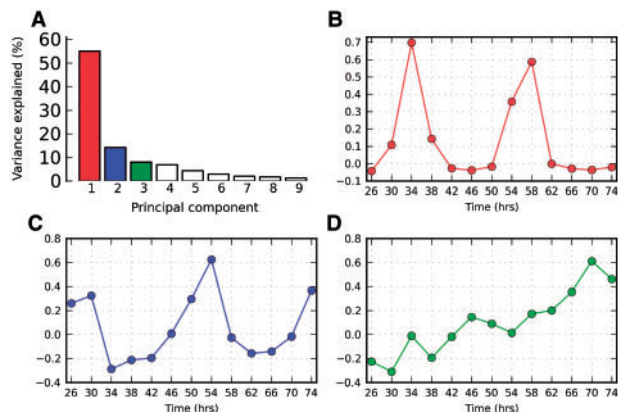 A
60
50
40
30
20
10
0
Variance explained (%)
1 2 3 4 5 6 7 8 9
Principal component
B
0.7
0.6
0.5
0.4
0.3
0.2
0.1
0.0
-0.1
26 30 34 38 42 46 50 54 58 62 66 70 74
Time (hrs)
C
0.8
0.6
0.4
0.2
0.0
-0.2
-0.4
26 30 34 38 42 46 50 54 58 62 66 70 74
Time (hrs)
D
0.8
0.6
0.4
0.2
0.0
-0.2
-0.4
26 30 34 38 42 46 50 54 58 62 66 70 74
Time (hrs)